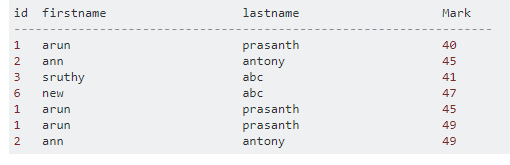 id firstname lastname Mark
---------------------------------------------------------------
1 arun prasanth 40
2 ann antony 45
3 sruthy abc 41
6 new abc 47
1 arun prasanth 45
1 arun prasanth 49
2 ann antony 49